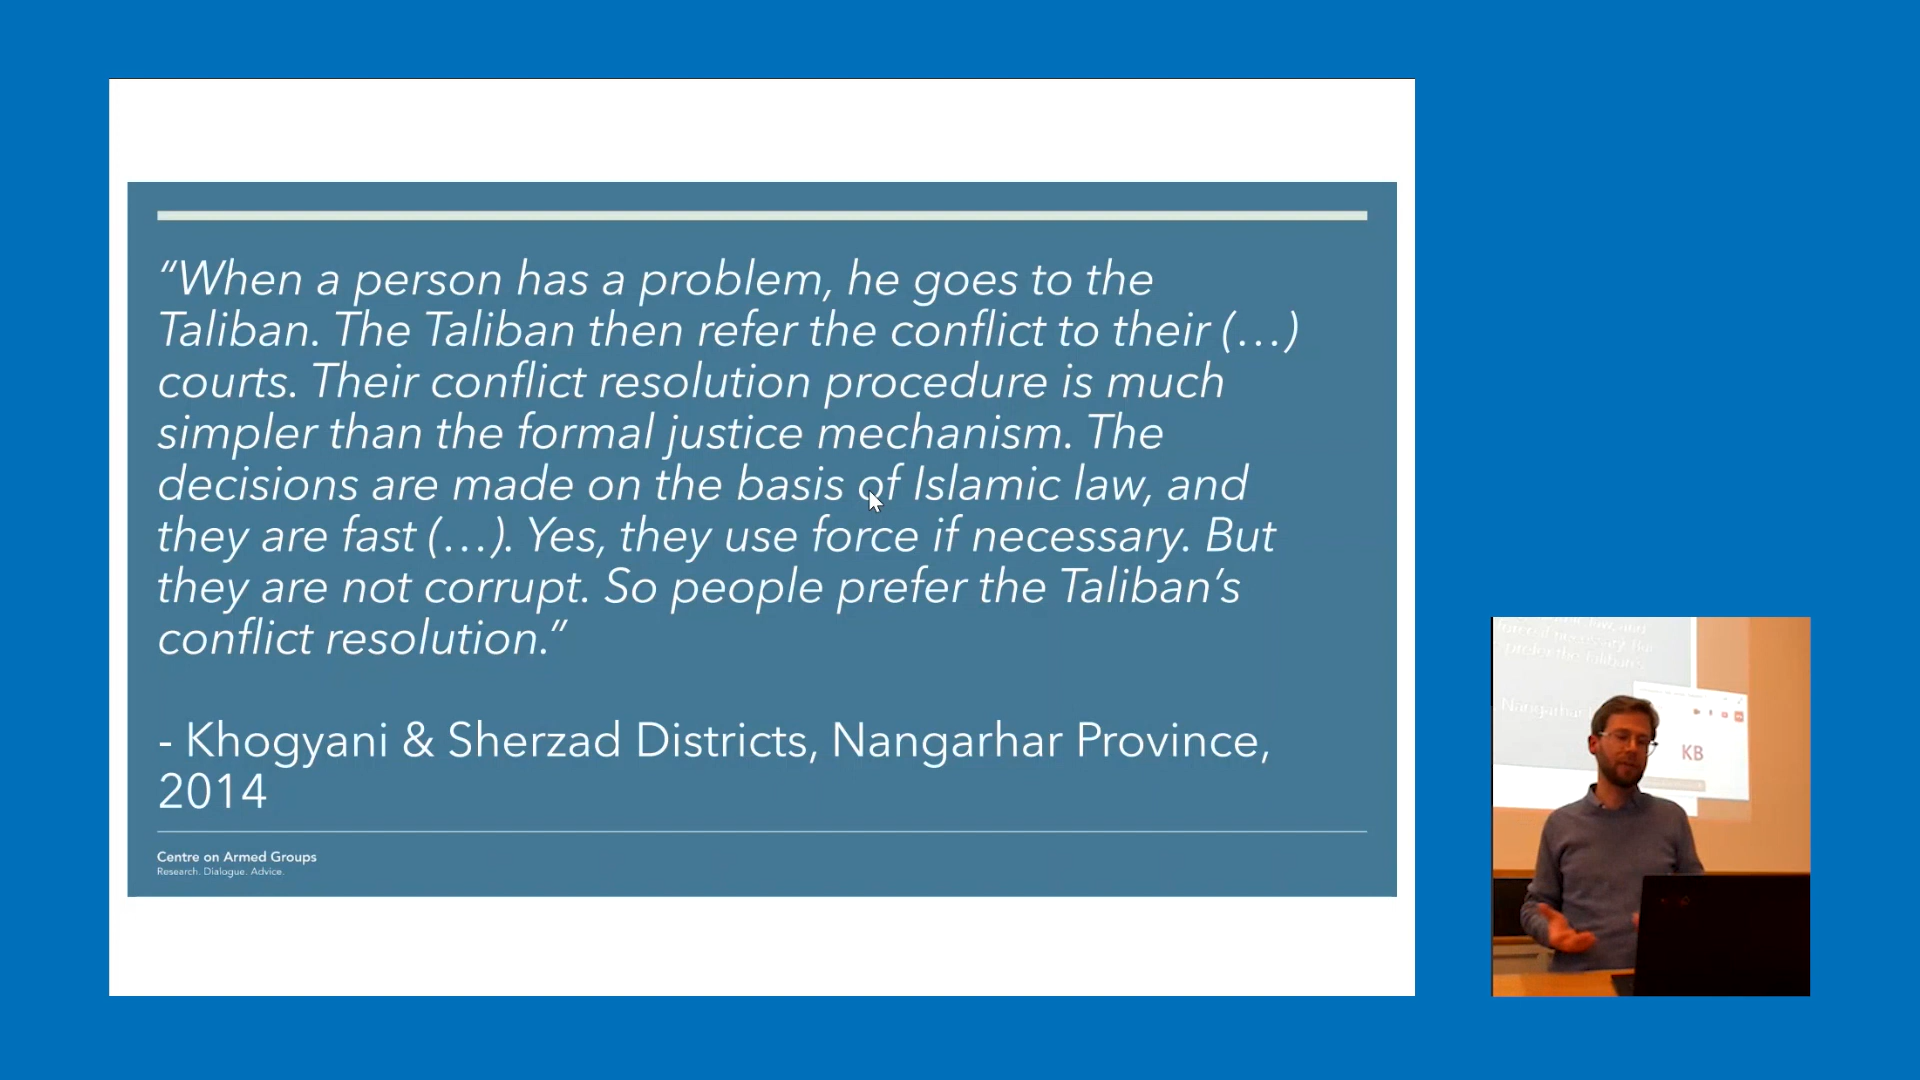 “When a person has a problem, he goes to the
Taliban. The Taliban then refer the conflict to their (…)
courts. Their conflict resolution procedure is much
simpler than the formal justice mechanism. The
decisions are made on the basis of Islamic law, and
they are fast (…). Yes, they use force if necessary. But
they are not corrupt. So people prefer the Taliban’s
conflict resolution.”
- Khogyani & Sherzad Districts, Nangarhar Province,
2014
Centre on Armed Groups
Research. Dialogue. Advice.
prefer the Taliban's
Nangarhar
KB